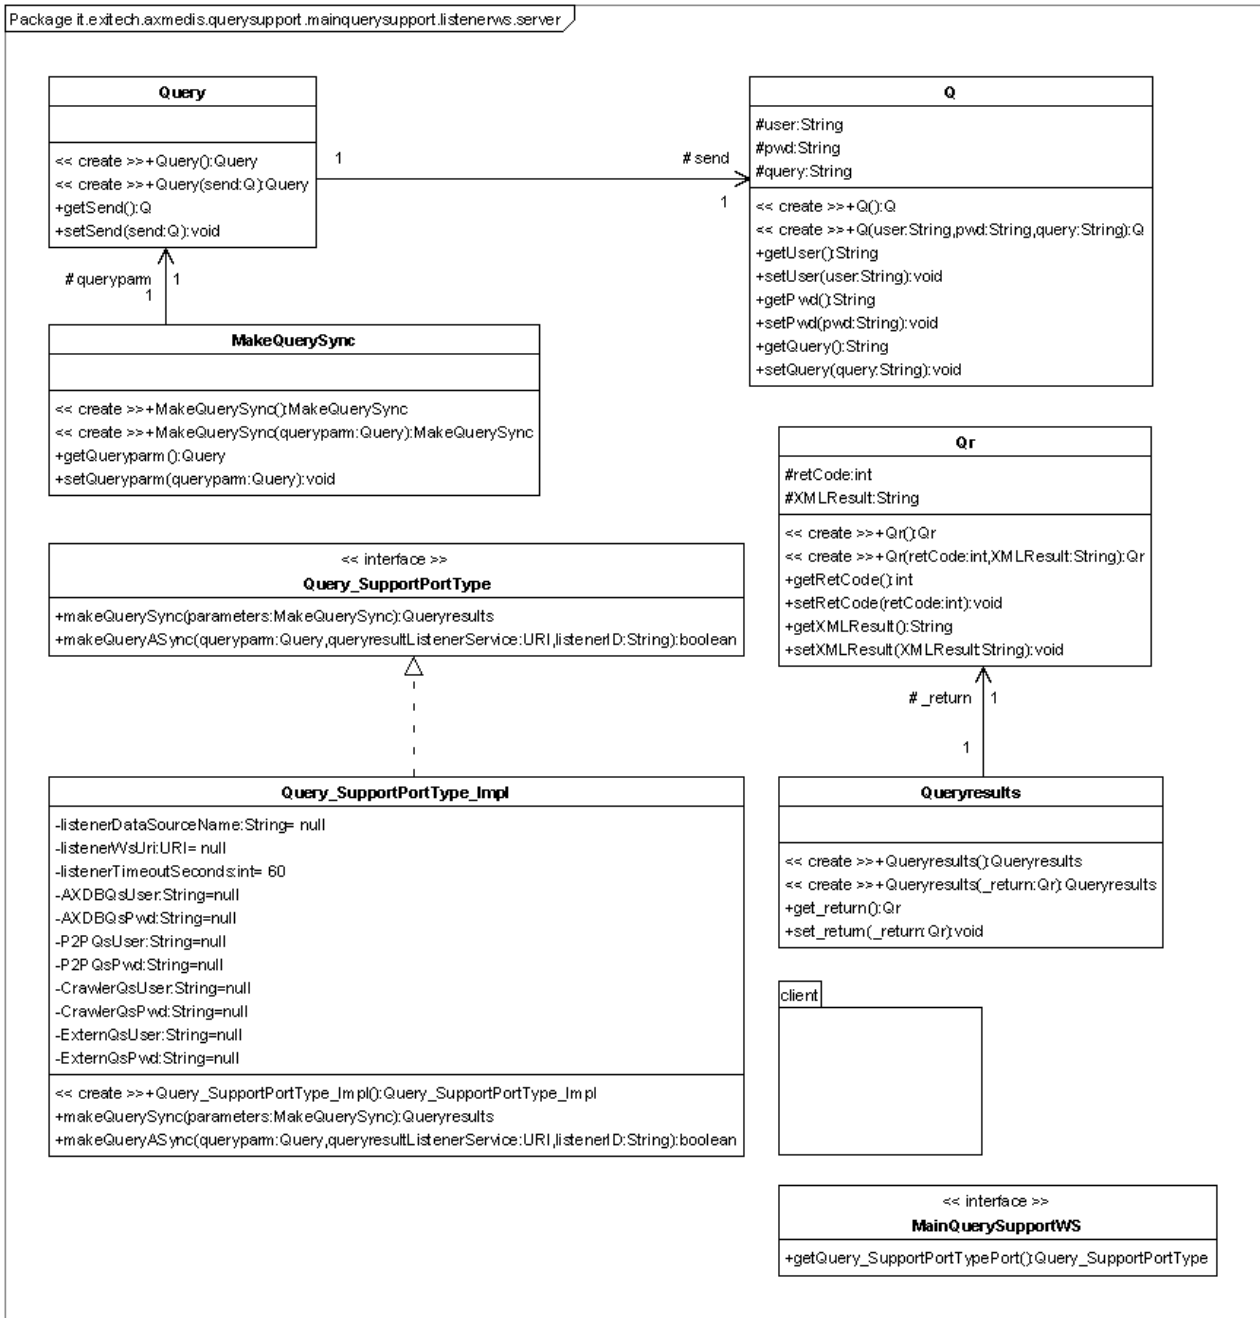 Package it.exitech.axmedis.querysupport.mainquerysupport.listenerws.server
Query
<< create >>+Query():Query
<< create >>+Query(send:Q):Query
+getSend():Q
+setSend(send:Q):void
1
# send
1
Q
#user:String
#pwd:String
#query:String
<< create >>+Q():Q
<< create >>+Q(user:String,pwd:String,query:String):Q
+getUser():String
+setUser(user:String):void
+getPwd():String
+setPwd(pwd:String):void
+getQuery():String
+setQuery(query:String):void
# queryparm
1
1
MakeQuerySync
<< create >>+MakeQuerySync():MakeQuerySync
<< create >>+MakeQuerySync(queryparm:Query):MakeQuerySync
+getQueryparm():Query
+setQueryparm(queryparm:Query):void
Qr
#retCode:int
#XMLResult:String
<< create >>+Qr():Qr
<< create >>+Qr(retCode:int,XMLResult:String):Qr
+getRetCode():int
+setRetCode(retCode:int):void
+getXMLResult():String
+setXMLResult(XMLResult:String):void
<< interface >>
Query_SupportPortType
+makeQuerySync(parameters:MakeQuerySync):Queryresults
+makeQueryASync(queryparm:Query,queryresultListenerService:URI,listenerID:String):boolean
# _return
1
1
Query_SupportPortType_Impl
-listenerDataSourceName:String= null
-listenerWsUri:URI= null
-listenerTimeoutSeconds:int= 60
-AXDBQsUser:String=null
-AXDBQsPwd:String=null
-P2PQsUser:String=null
-P2PQsPwd:String=null
-CrawlerQsUser:String=null
-CrawlerQsPwd:String=null
-ExternQsUser:String=null
-ExternQsPwd:String=null
<< create >>+Query_SupportPortType_Impl():Query_SupportPortType_Impl
+makeQuerySync(parameters:MakeQuerySync):Queryresults
+makeQueryASync(queryparm:Query,queryresultListenerService:URI,listenerID:String):boolean
Queryresults
<< create >>+Queryresults():Queryresults
<< create >>+Queryresults(_return:Qr):Queryresults
+get_return():Qr
+set_return(_return:Qr):void
client
<< interface >>
MainQuerySupportWS
+getQuery_SupportPortTypePort():Query_SupportPortType